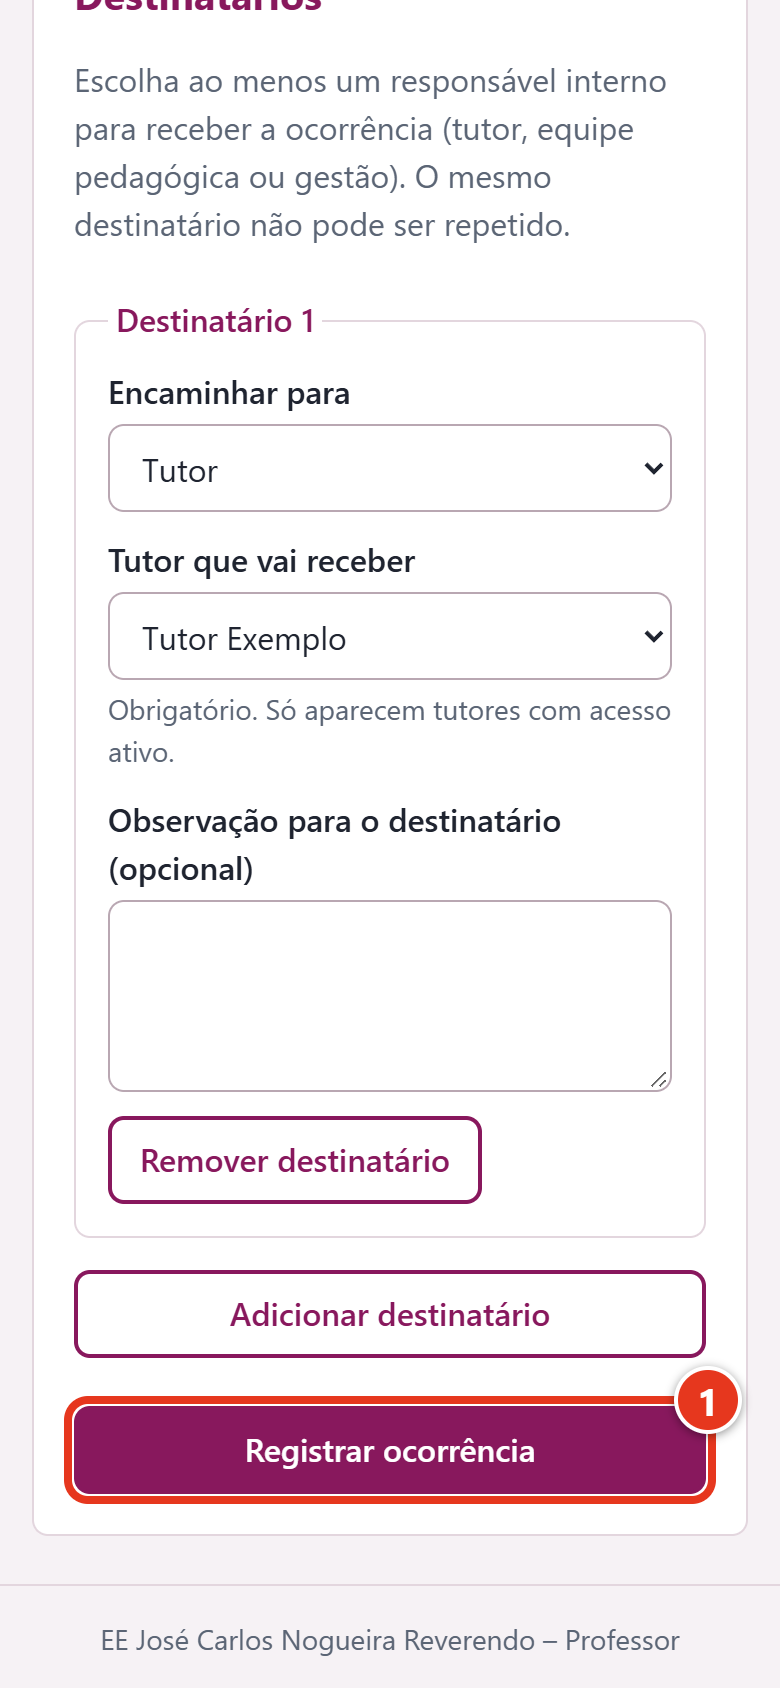 Destinatários
Escolha ao menos um responsável interno
para receber a ocorrência (tutor, equipe
pedagógica ou gestão). O mesmo
destinatário não pode ser repetido.
Destinatário 1
Encaminhar para
Tutor
Tutor que vai receber
Tutor Exemplo
Obrigatório. Só aparecem tutores com acesso
ativo.
Observação para o destinatário
(opcional)
Remover destinatário
Adicionar destinatário
1
Registrar ocorrência
EE José Carlos Nogueira Reverendo – Professor